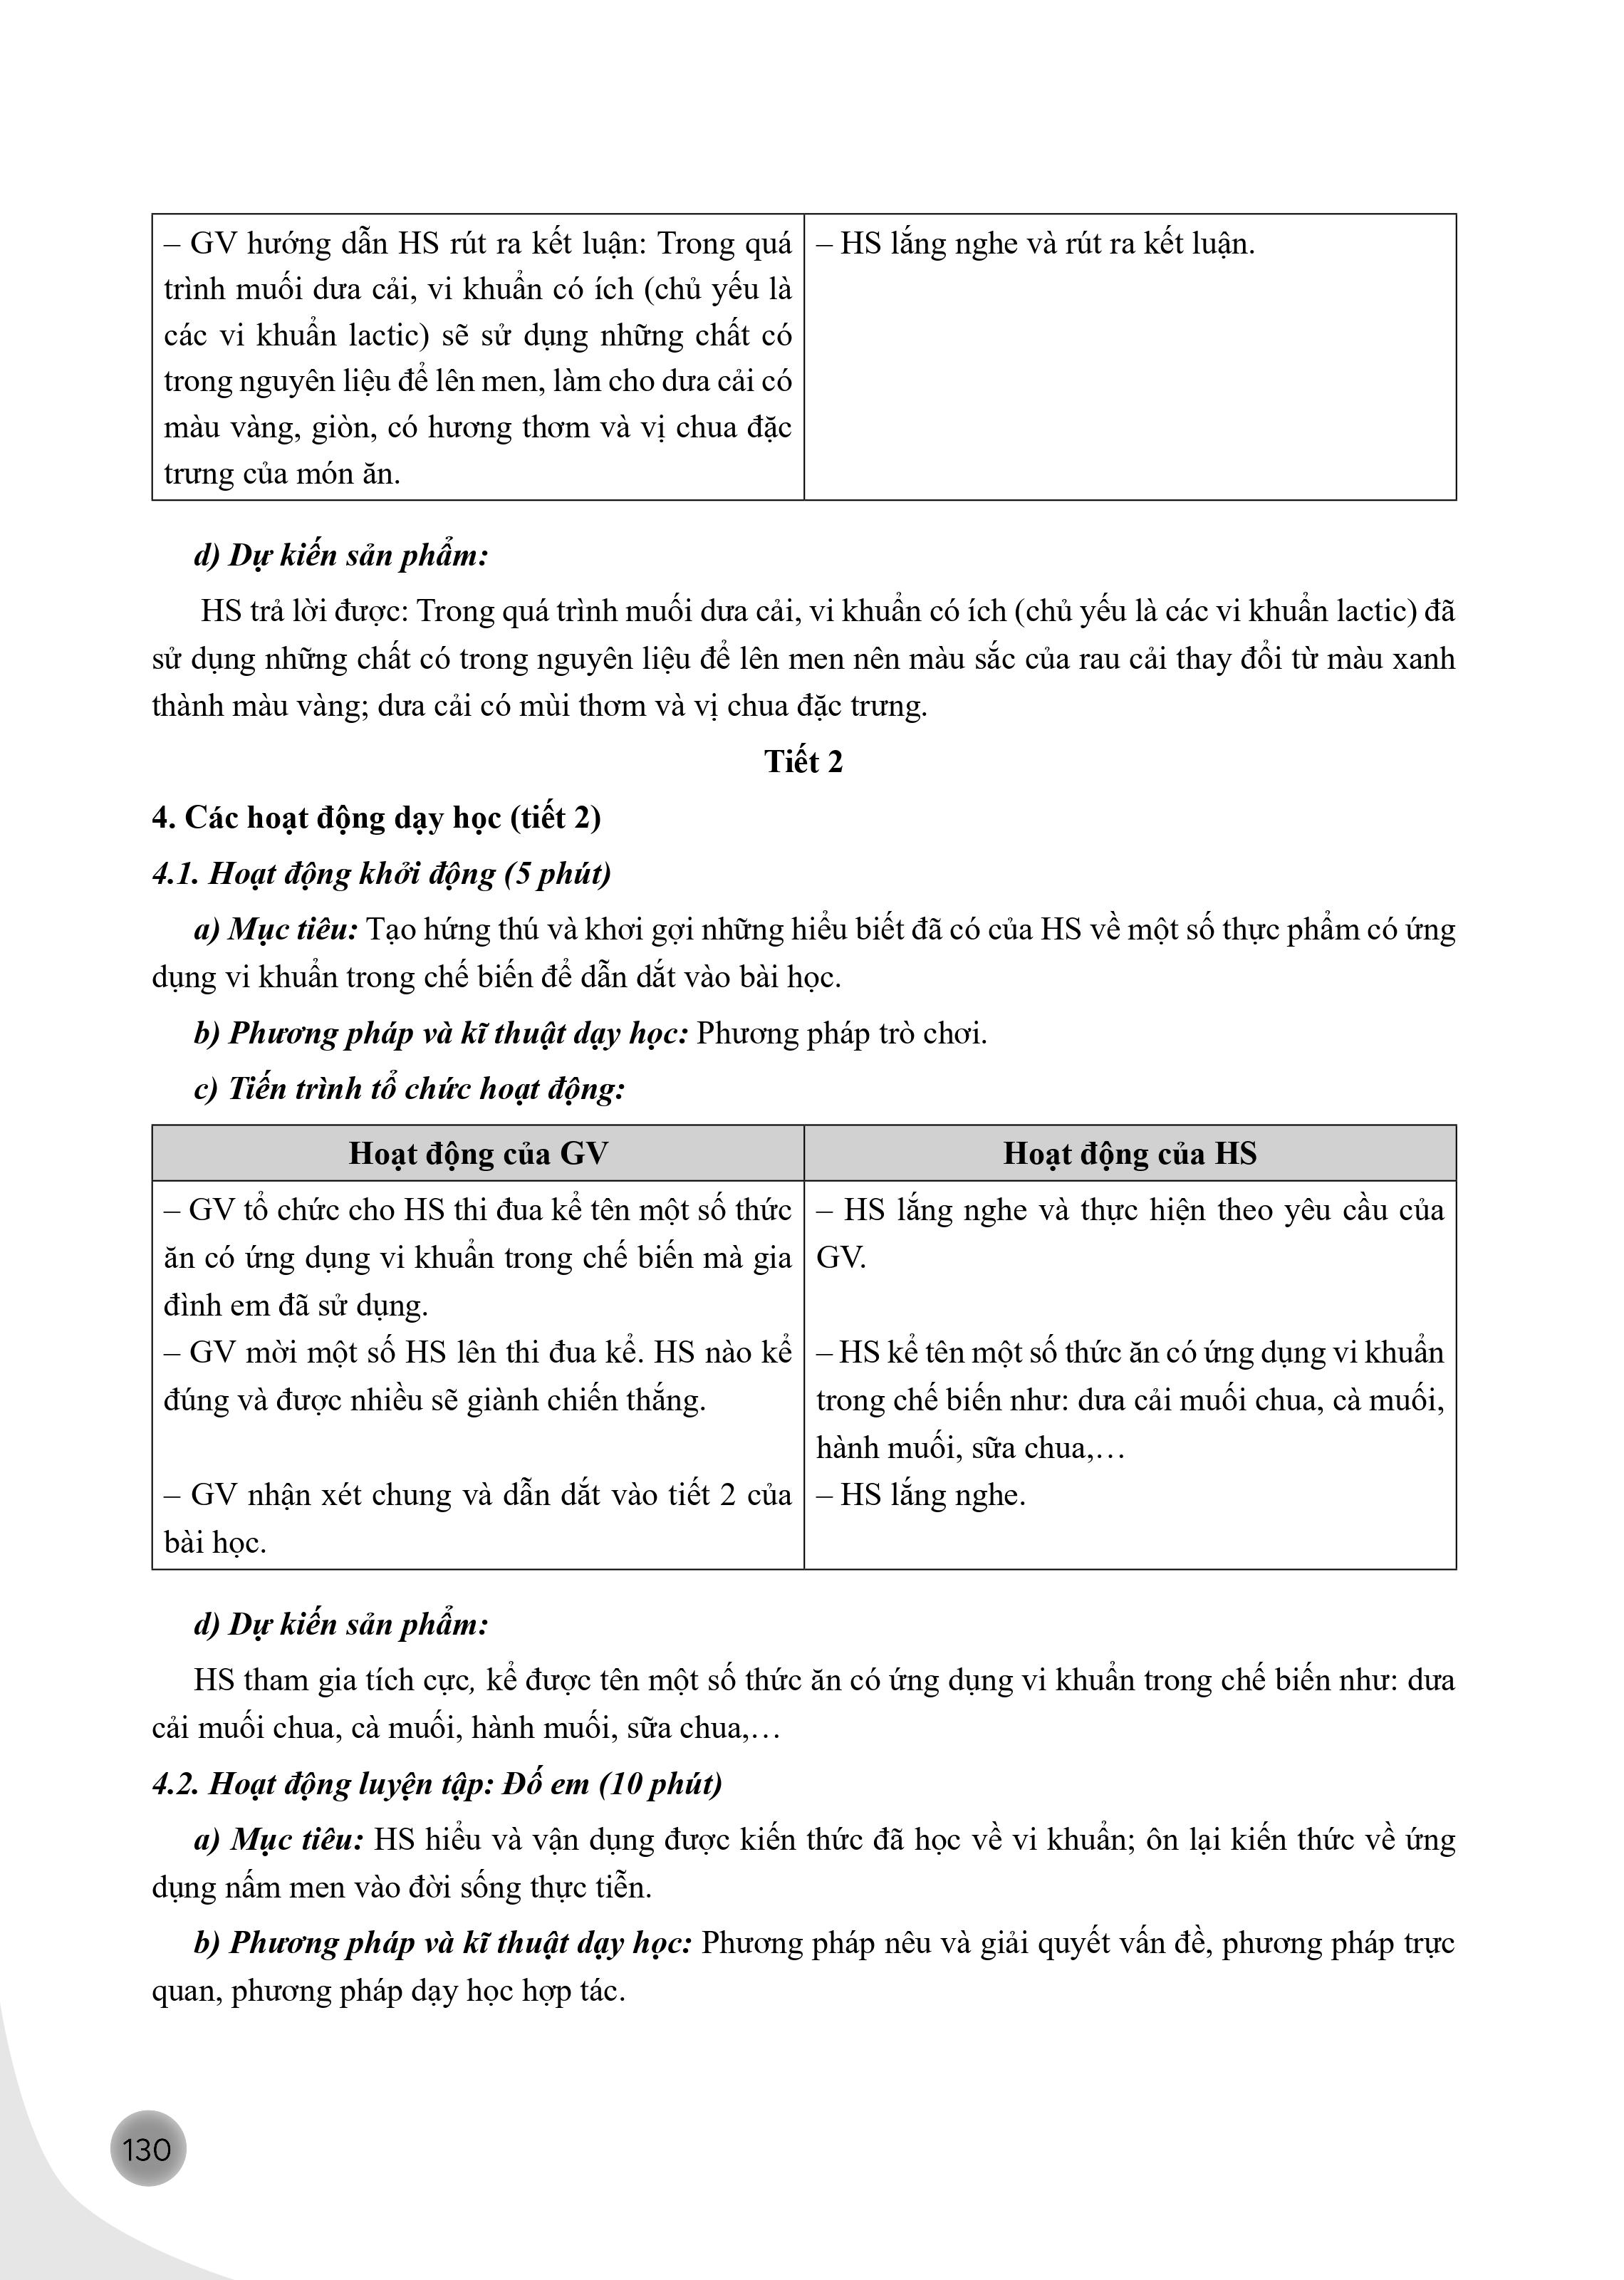 – GV hướng dẫn HS rút ra kết luận: Trong quá
trình muối dưa cải, vi khuẩn có ích (chủ yếu là
các vi khuẩn lactic) sẽ sử dụng những chất có
trong nguyên liệu để lên men, làm cho dưa cải có
màu vàng, giòn, có hương thơm và vị chua đặc
trưng của món ăn.
– HS lắng nghe và rút ra kết luận.
d) Dự kiến sản phẩm:
HS trả lời được: Trong quá trình muối dưa cải, vi khuẩn có ích (chủ yếu là các vi khuẩn lactic) đã
sử dụng những chất có trong nguyên liệu để lên men nên màu sắc của rau cải thay đổi từ màu xanh
thành màu vàng; dưa cải có mùi thơm và vị chua đặc trưng.
Tiết 2
4. Các hoạt động dạy học (tiết 2)
4.1. Hoạt động khởi động (5 phút)
a) Mục tiêu: Tạo hứng thú và khơi gợi những hiểu biết đã có của HS về một số thực phẩm có ứng
dụng vi khuẩn trong chế biến để dẫn dắt vào bài học.
b) Phương pháp và kĩ thuật dạy học: Phương pháp trò chơi.
c) Tiến trình tổ chức hoạt động:
Hoạt động của GV
Hoạt động của HS
– GV tổ chức cho HS thi đua kể tên một số thức
ăn có ứng dụng vi khuẩn trong chế biến mà gia
đình em đã sử dụng.
– HS lắng nghe và thực hiện theo yêu cầu của
GV.
– GV mời một số HS lên thi đua kể. HS nào kể
đúng và được nhiều sẽ giành chiến thắng.
– HS kể tên một số thức ăn có ứng dụng vi khuẩn
trong chế biến như: dưa cải muối chua, cà muối,
hành muối, sữa chua,…
– GV nhận xét chung và dẫn dắt vào tiết 2 của
bài học.
– HS lắng nghe.
d) Dự kiến sản phẩm:
HS tham gia tích cực, kể được tên một số thức ăn có ứng dụng vi khuẩn trong chế biến như: dưa
cải muối chua, cà muối, hành muối, sữa chua,…
4.2. Hoạt động luyện tập: Đố em (10 phút)
a) Mục tiêu: HS hiểu và vận dụng được kiến thức đã học về vi khuẩn; ôn lại kiến thức về ứng
dụng nấm men vào đời sống thực tiễn.
b) Phương pháp và kĩ thuật dạy học: Phương pháp nêu và giải quyết vấn đề, phương pháp trực
quan, phương pháp dạy học hợp tác.
130